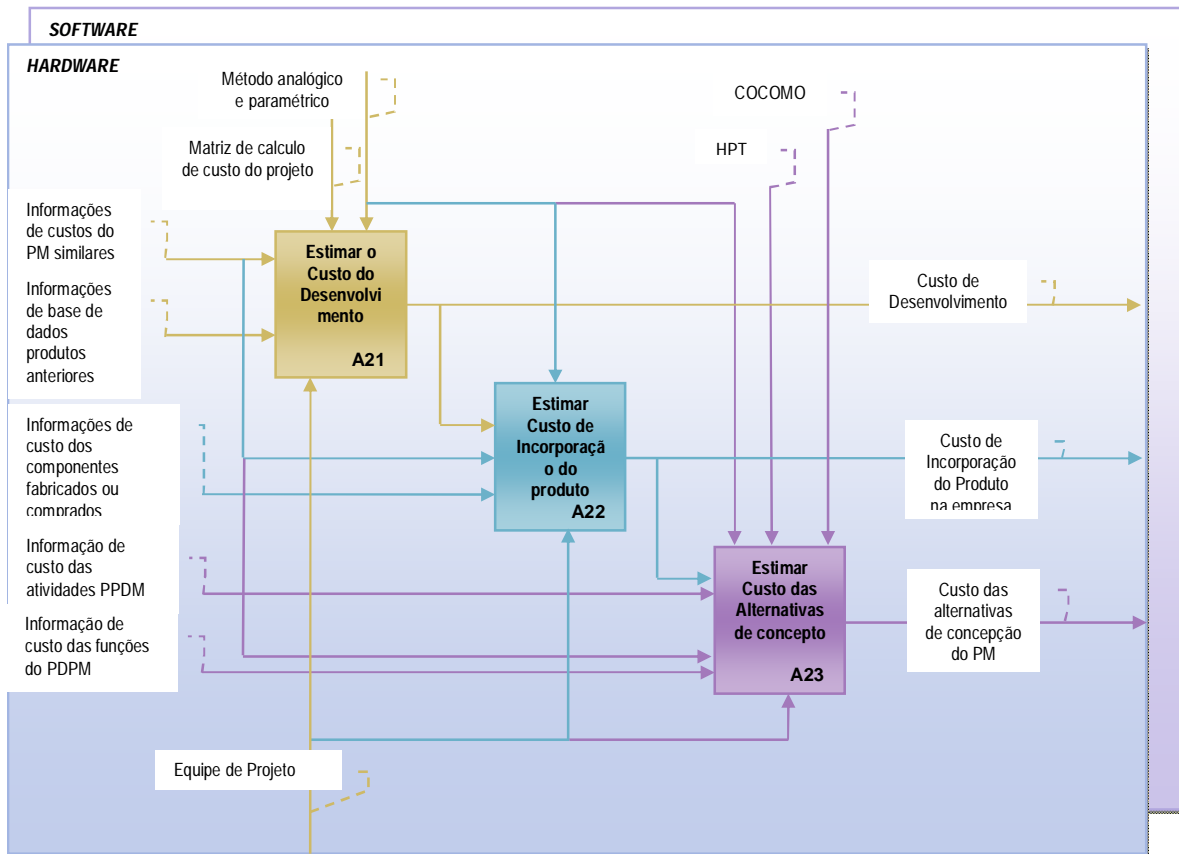 SOFTWARE
HARDWARE
Método analógico
e paramétrico
COCOMO
Matriz de calculo
de custo do projeto
HPT
Informações
de custos do
PM similares
Estimar o
Custo do
Desenvolvi
mento
A21
Custo de
Desenvolvimento
Informações
de base de
dados
produtos
anteriores
Estimar
Custo de
Incorporaçã
o do
produto
A22
Informações de
custo dos
componentes
fabricados ou
comprados
Custo de
Incorporação
do Produto
na empresa
Informação de
custo das
atividades PPDM
Estimar
Custo das
Alternativas
de concepto
A23
Custo das
alternativas
de concepção
do PM
Informação de
custo das funções
do PDPM
Equipe de Projeto